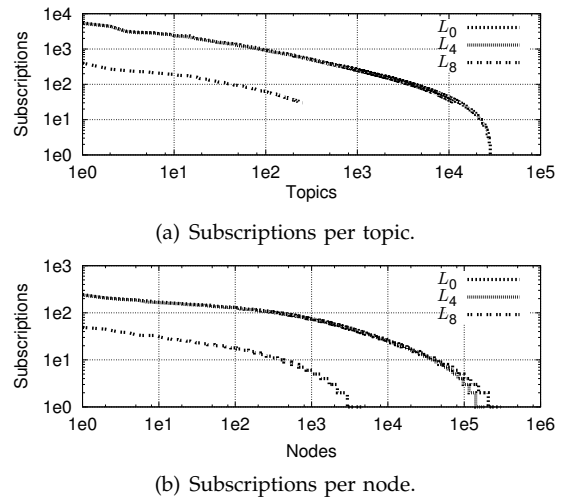 1e4
1e3
1e2
1e1
1e0
Subscriptions
L0
L4
L8
1e0 1e1 1e2 1e3 1e4 1e5
Topics
(a) Subscriptions per topic.
1e3
1e2
1e1
1e0
Subscriptions
L0
L4
L8
1e0 1e1 1e2 1e3 1e4 1e5 1e6
Nodes
(b) Subscriptions per node.